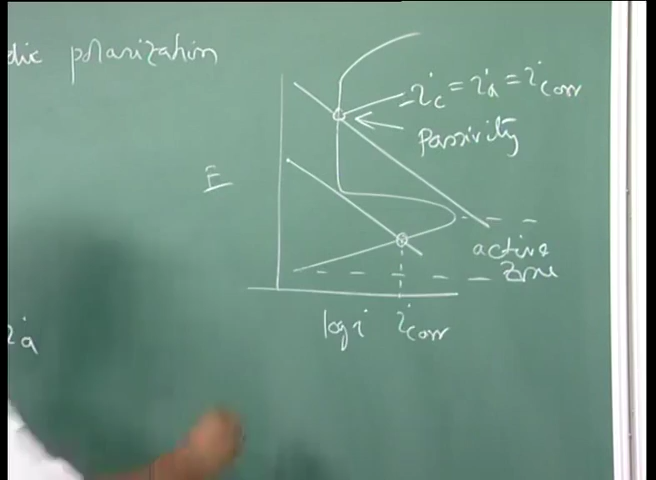 dic polarization
-ic = ia = icorr
Passivity
E
active
zone
log i icorr
ia